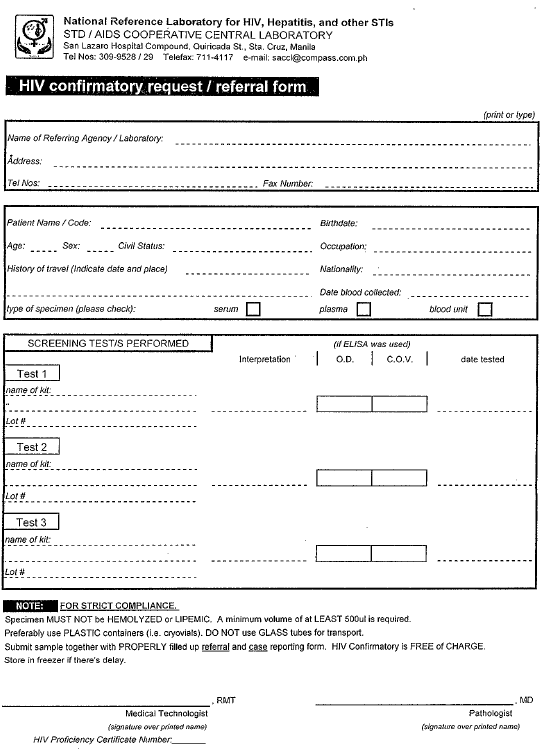 National Reference Laboratory for HIV, Hepatitis, and other STIs
STD / AIDS COOPERATIVE CENTRAL LABORATORY
San Lazaro Hospital Compound, Quiricada St., Sta. Cruz, Manila
Tel Nos: 309-9528 / 29 Telefax: 711-4117 e-mail: saccl@compass.com.ph
HIV confirmatory request / referral form
(print or type)
Name of Referring Agency / Laboratory:
Address:
Tel Nos: Fax Number:
Patient Name / Code: Birthdate:
Age: Sex: Civil Status: Occupation:
History of travel (Indicate date and place) Nationality:
Date blood collected:
type of specimen (please check): serum plasma blood unit
SCREENING TEST/S PERFORMED (if ELISA was used)
Interpretation O.D. C.O.V. date tested
Test 1
name of kit:
Lot #
Test 2
name of kit:
Lot #
Test 3
name of kit:
Lot #
NOTE: FOR STRICT COMPLIANCE.
Specimen MUST NOT be HEMOLYZED or LIPEMIC. A minimum volume of at LEAST 500ul is required.
Preferably use PLASTIC containers (i.e. cryovials). DO NOT use GLASS tubes for transport.
Submit sample together with PROPERLY filled up referral and case reporting form. HIV Confirmatory is FREE of CHARGE.
Store in freezer if there's delay.
, RMT , MD
Medical Technologist Pathologist
(signature over printed name) (signature over printed name)
HIV Proficiency Certificate Number: